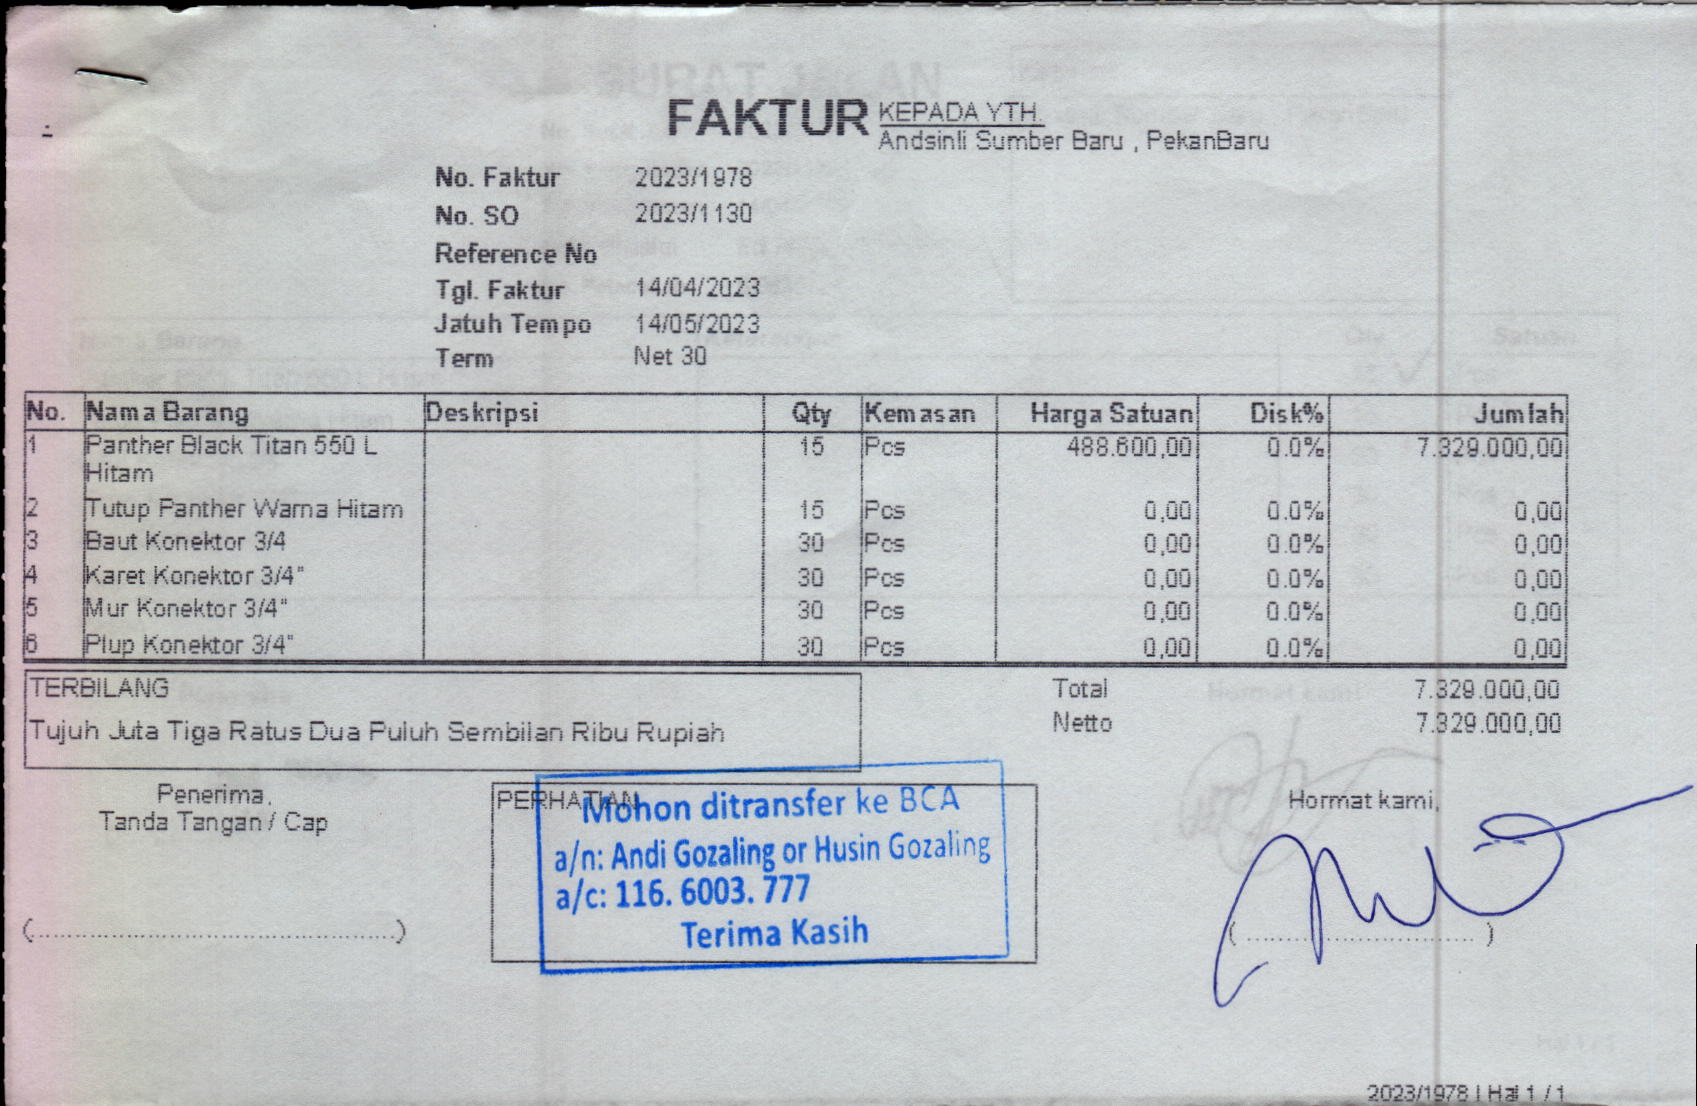 FAKTUR
KEPADA YTH.
Andsinli Sumber Baru , PekanBaru
No. Faktur 2023/1978
No. SO 2023/1130
Reference No
Tgl. Faktur 14/04/2023
Jatuh Tempo 14/05/2023
Term Net 30
No. Nama Barang Deskripsi Qty Kemasan Harga Satuan Disk% Jumlah
1 Panther Black Titan 550 L 15 Pcs 488.600,00 0.0% 7.329.000,00
Hitam
2 Tutup Panther Warna Hitam 15 Pcs 0,00 0.0% 0,00
3 Baut Konektor 3/4 30 Pcs 0,00 0.0% 0,00
4 Karet Konektor 3/4" 30 Pcs 0,00 0.0% 0,00
5 Mur Konektor 3/4" 30 Pcs 0,00 0.0% 0,00
6 Plup Konektor 3/4" 30 Pcs 0,00 0.0% 0,00
TERBILANG
Tujuh Juta Tiga Ratus Dua Puluh Sembilan Ribu Rupiah
Total 7.329.000,00
Netto 7.329.000,00
Penerima,
Tanda Tangan / Cap
(........................................)
PERHATIAN
Mohon ditransfer ke BCA
a/n: Andi Gozaling or Husin Gozaling
a/c: 116. 6003. 777
Terima Kasih
Hormat kami,
(........................)
2023/1978 | Hal 1 / 1